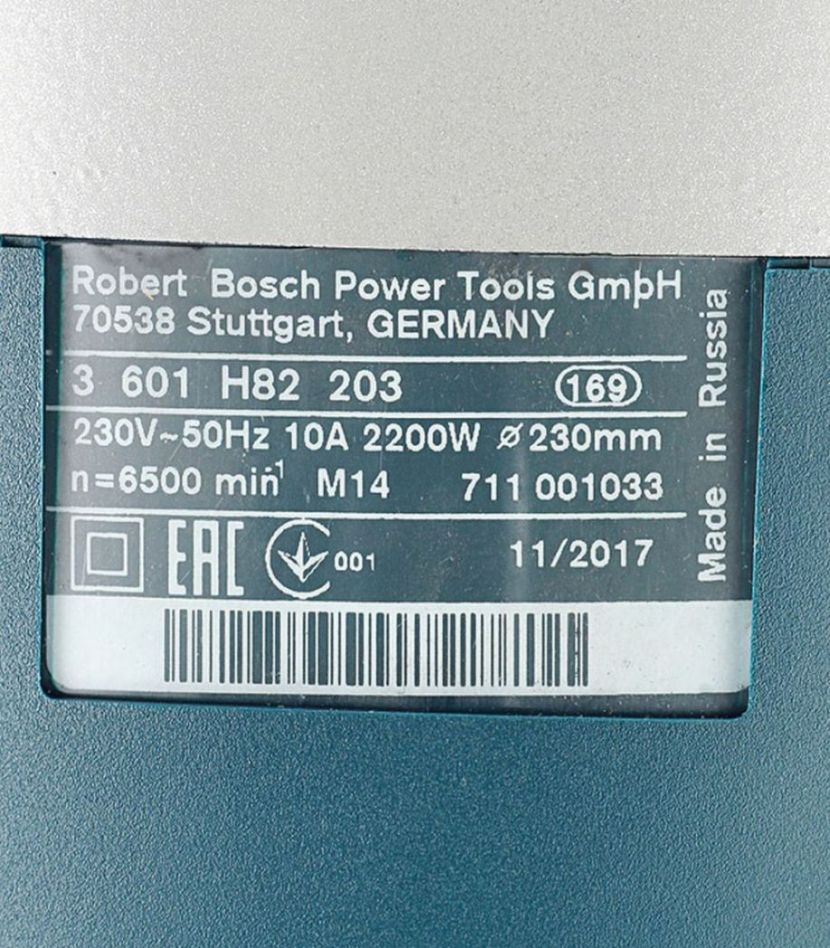 Robert Bosch Power Tools GmbH
70538 Stuttgart, GERMANY
3 601 H82 203 169
230V~50Hz 10A 2200W ⌀230mm
n=6500 min⁻¹ M14 711 001033
EAC 001 11/2017
Made in Russia